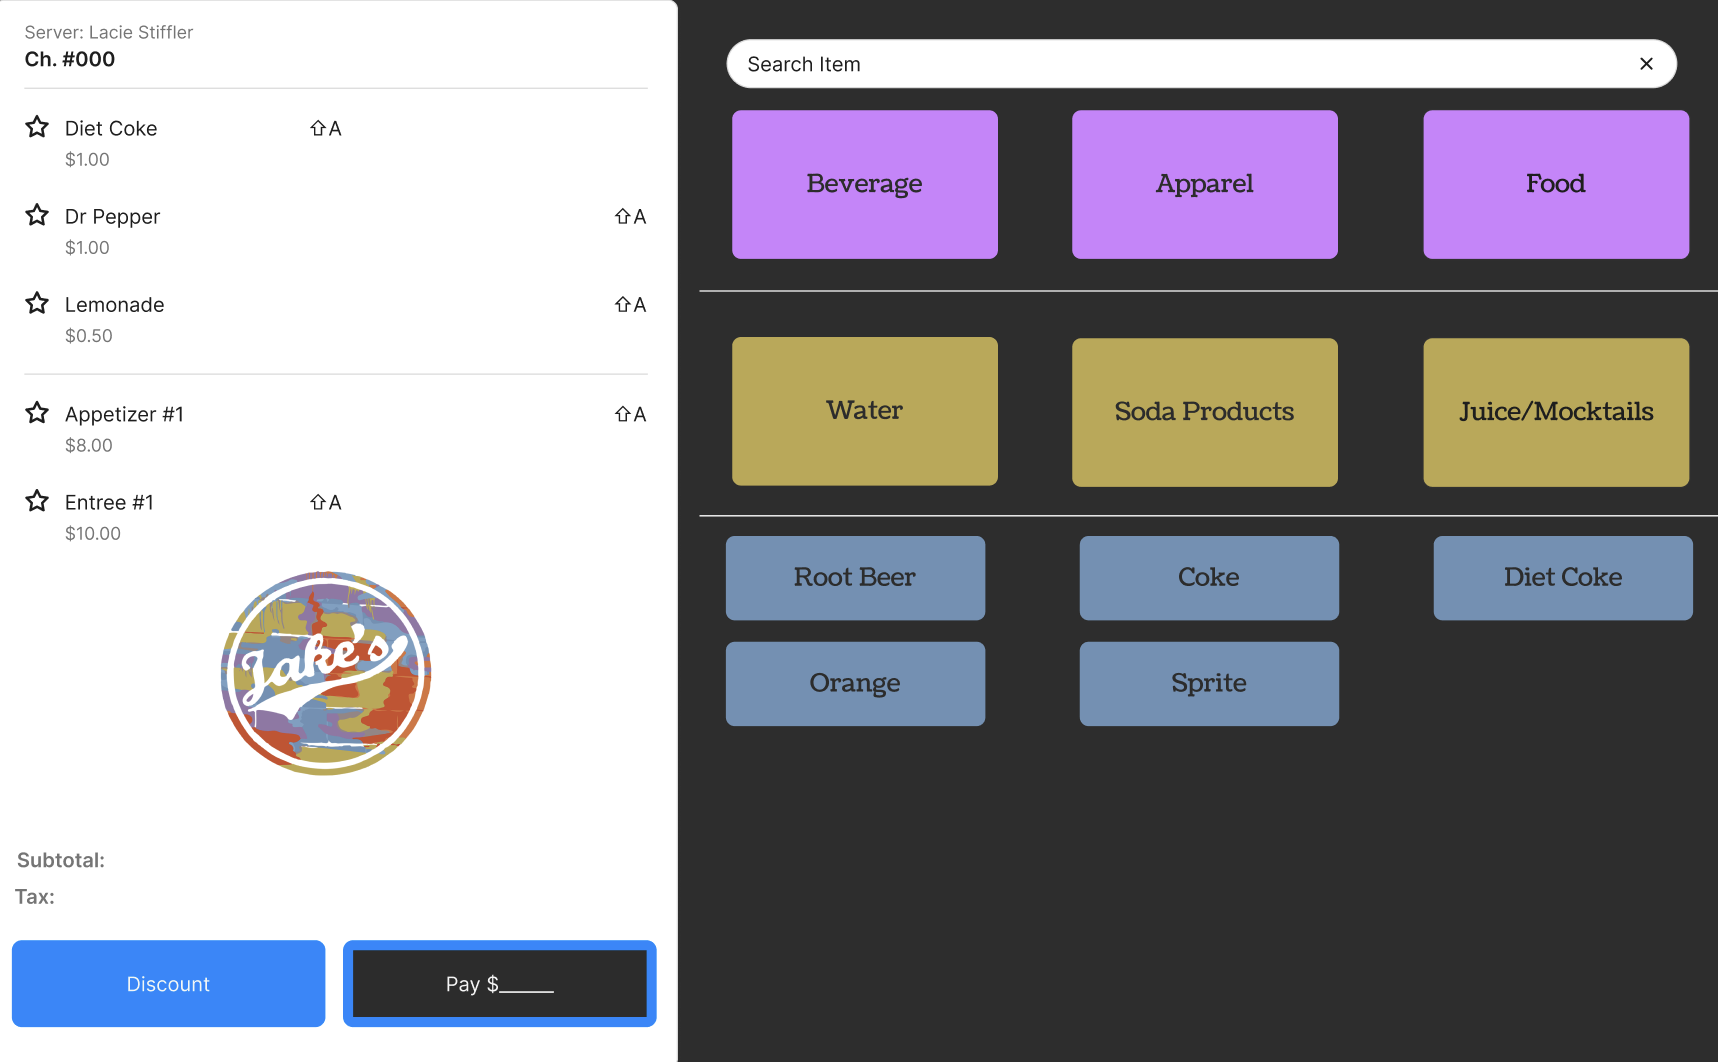 Server: Lacie Stiffler
Ch. #000
Diet Coke ⇧A
$1.00
Dr Pepper ⇧A
$1.00
Lemonade ⇧A
$0.50
Appetizer #1 ⇧A
$8.00
Entree #1 ⇧A
$10.00
Jake's
Subtotal:
Tax:
Discount
Pay $______
Search Item
Beverage
Apparel
Food
Water
Soda Products
Juice/Mocktails
Root Beer
Coke
Diet Coke
Orange
Sprite